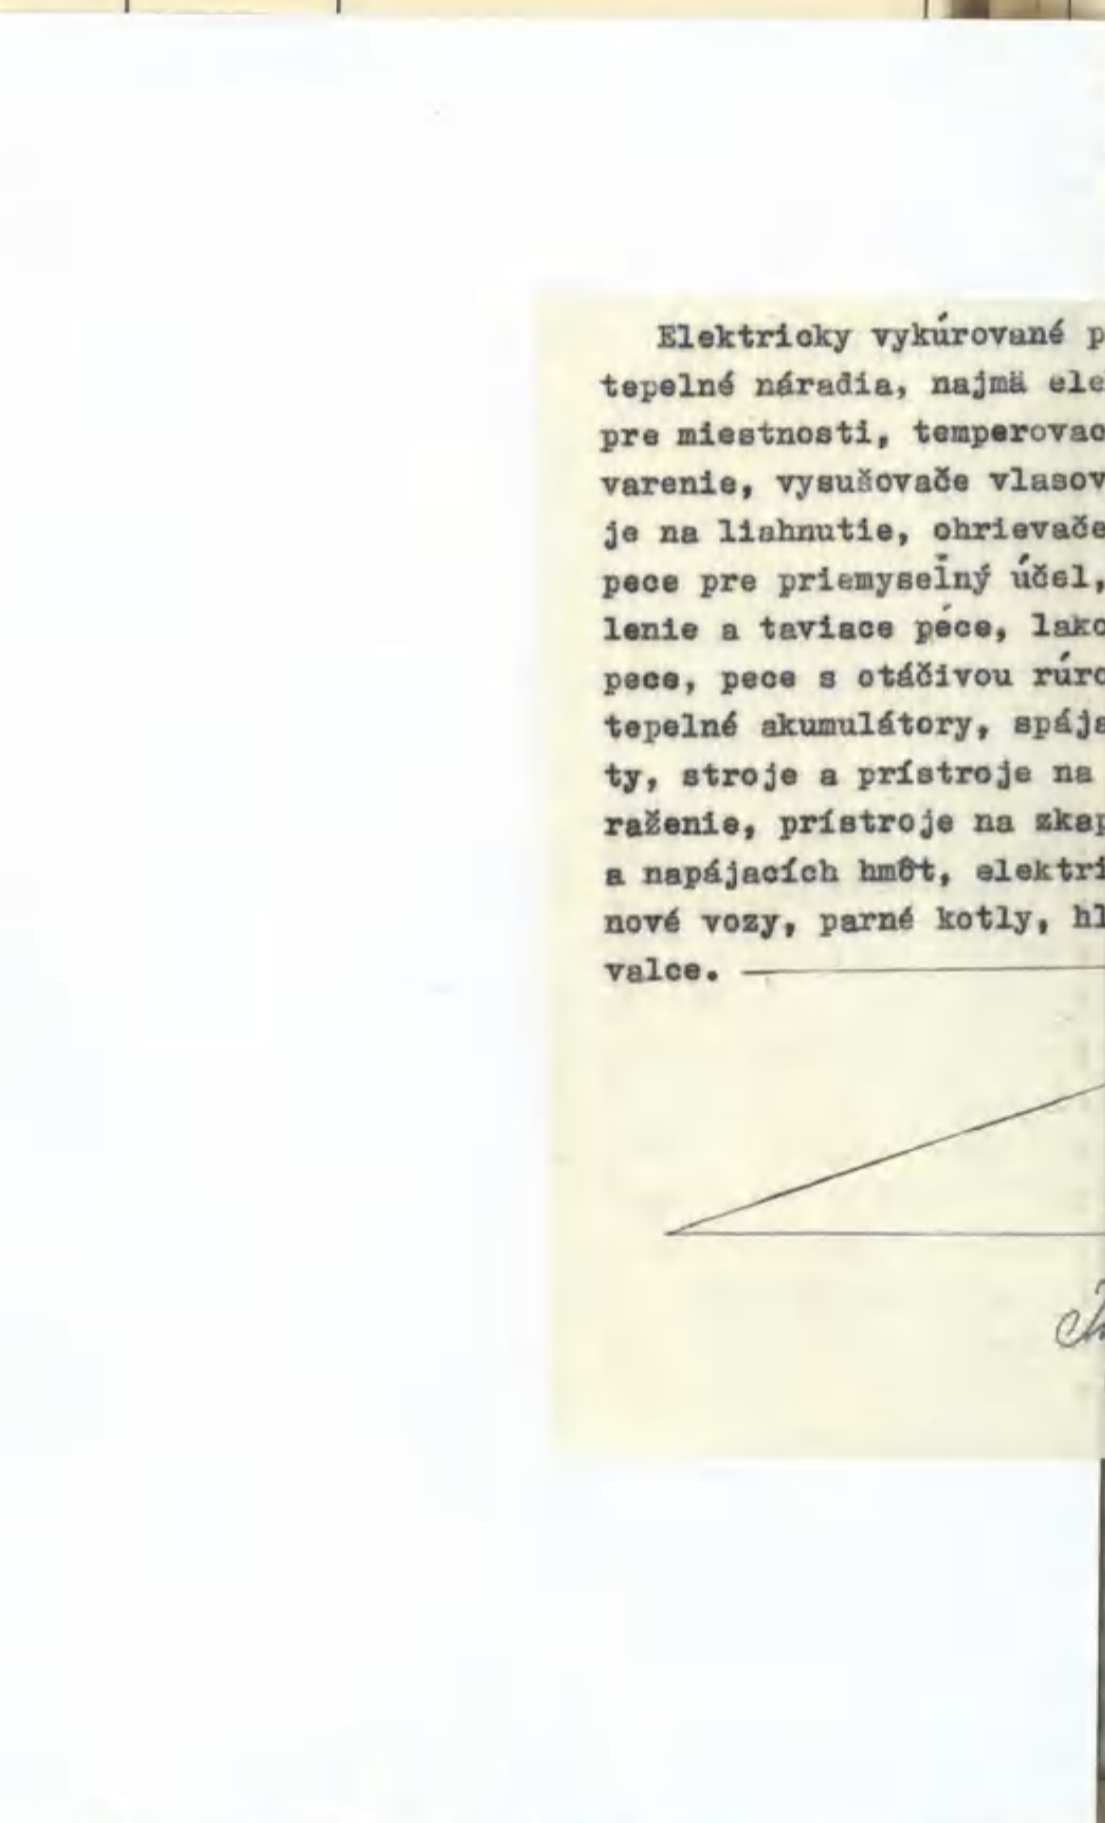 Elektricky vykúrované p
tepelné náradia, najmä ele
pre miestnosti, temperovac
varenie, vysušovače vlasov
je na liahnutie, ohrievače
pece pre priemyselný účel,
lenie a taviace péce, lako
pece, pece s otáčivou rúro
tepelné akumulátory, spája
ty, stroje a prístroje na
raženie, prístroje na zkap
a napájacích hmôt, elektri
nové vozy, parné kotly, hl
valce.